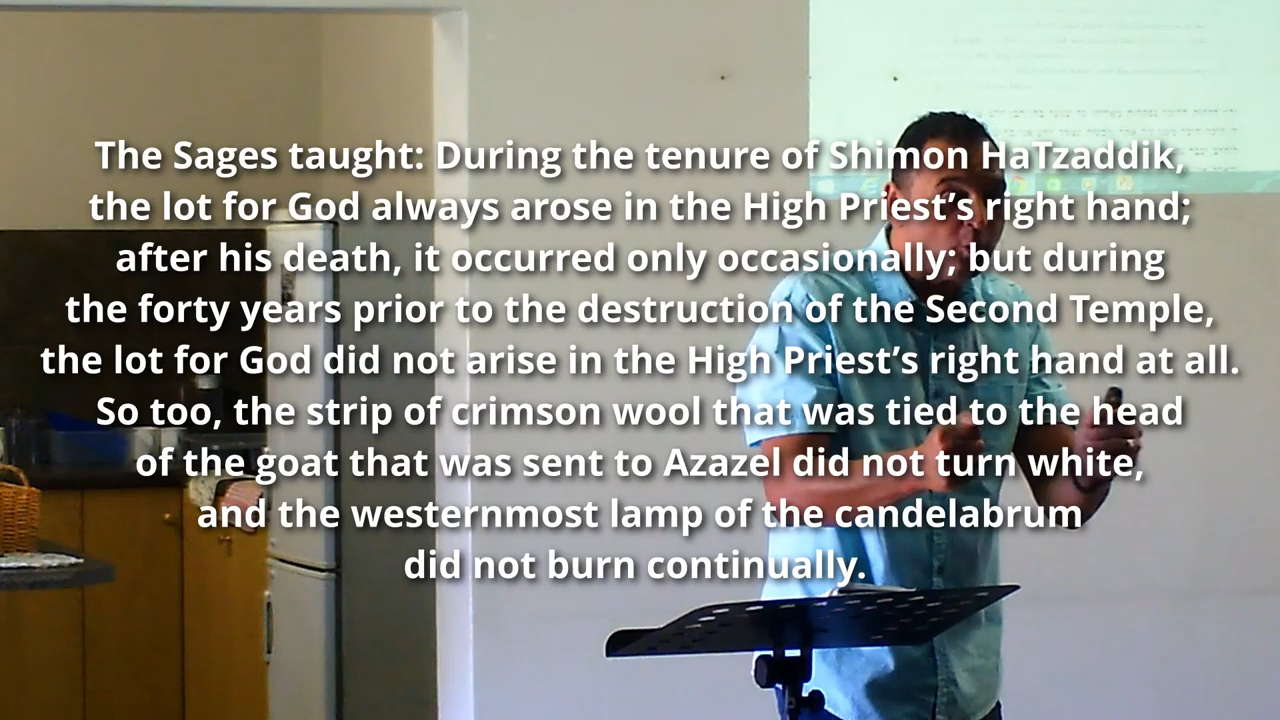 The Sages taught: During the tenure of Shimon HaTzaddik,
the lot for God always arose in the High Priest’s right hand;
after his death, it occurred only occasionally; but during
the forty years prior to the destruction of the Second Temple,
the lot for God did not arise in the High Priest’s right hand at all.
So too, the strip of crimson wool that was tied to the head
of the goat that was sent to Azazel did not turn white,
and the westernmost lamp of the candelabrum
did not burn continually.